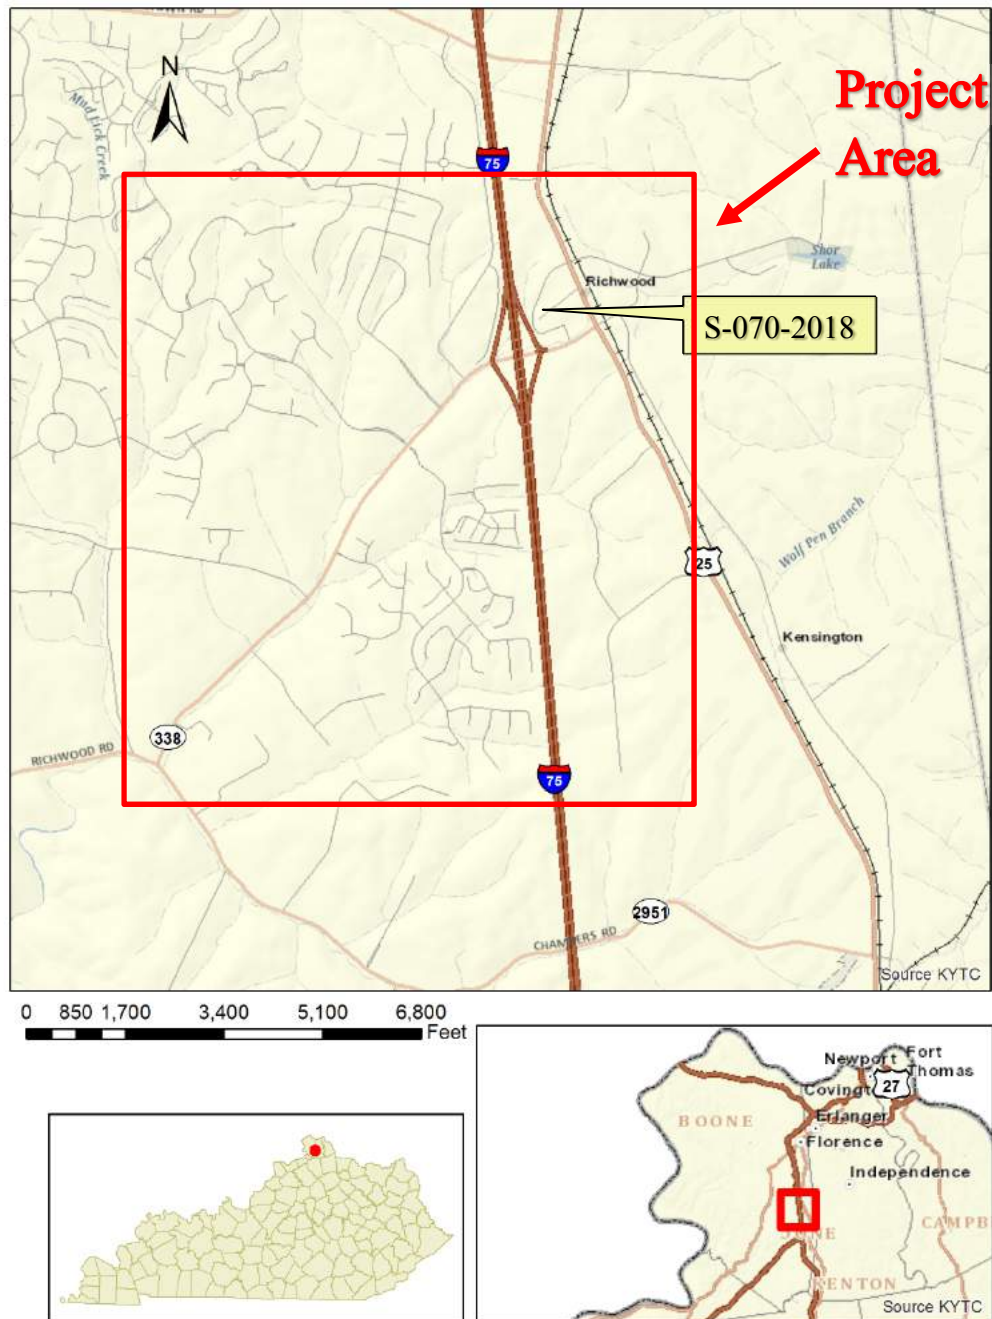 RD
N
Mud Lick Creek
75
Project
Area
Shor
Lake
Richwood
S-070-2018
Wolf Pen Branch
25
Kensington
338
RICHWOOD RD
75
2951
CHAMBERS RD
Source KYTC
0 850 1,700 3,400 5,100 6,800
Feet
Newport
Fort
Thomas
27
BOONE
Erlanger
Florence
Independence
CAMPB
KENTON
Source KYTC